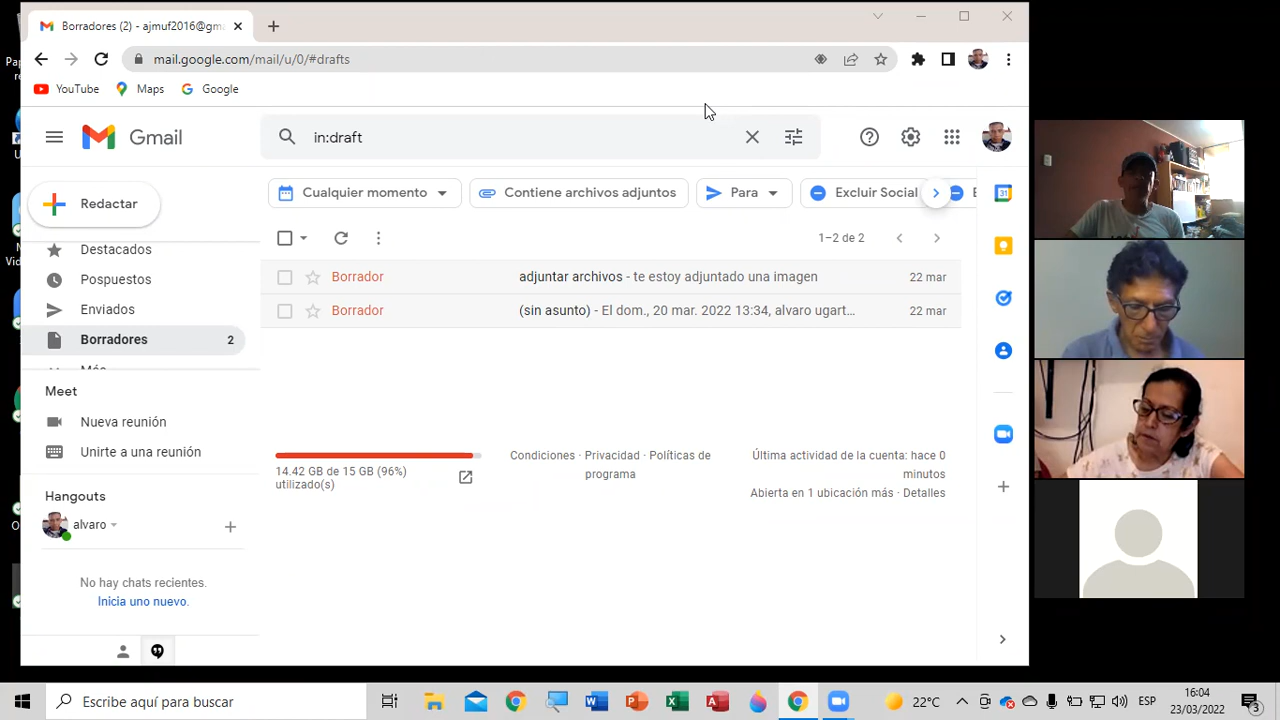 Borradores (2) - ajmuf2016@gm
mail.google.com/mail/u/0/#drafts
YouTube
Maps
Google
Gmail
in:draft
Redactar
Cualquier momento
Contiene archivos adjuntos
Para
Excluir Social
1–2 de 2
Destacados
Pospuestos
Enviados
Borradores 2
Más
Borrador adjuntar archivos - te estoy adjuntado una imagen 22 mar
Borrador (sin asunto) - El dom., 20 mar. 2022 13:34, alvaro ugart… 22 mar
Meet
Nueva reunión
Unirte a una reunión
Hangouts
alvaro
No hay chats recientes.
Inicia uno nuevo.
14.42 GB de 15 GB (96%)
utilizado(s)
Condiciones · Privacidad · Políticas de
programa
Última actividad de la cuenta: hace 0
minutos
Abierta en 1 ubicación más · Detalles
31
Escribe aquí para buscar
22°C
ESP
16:04
23/03/2022
3